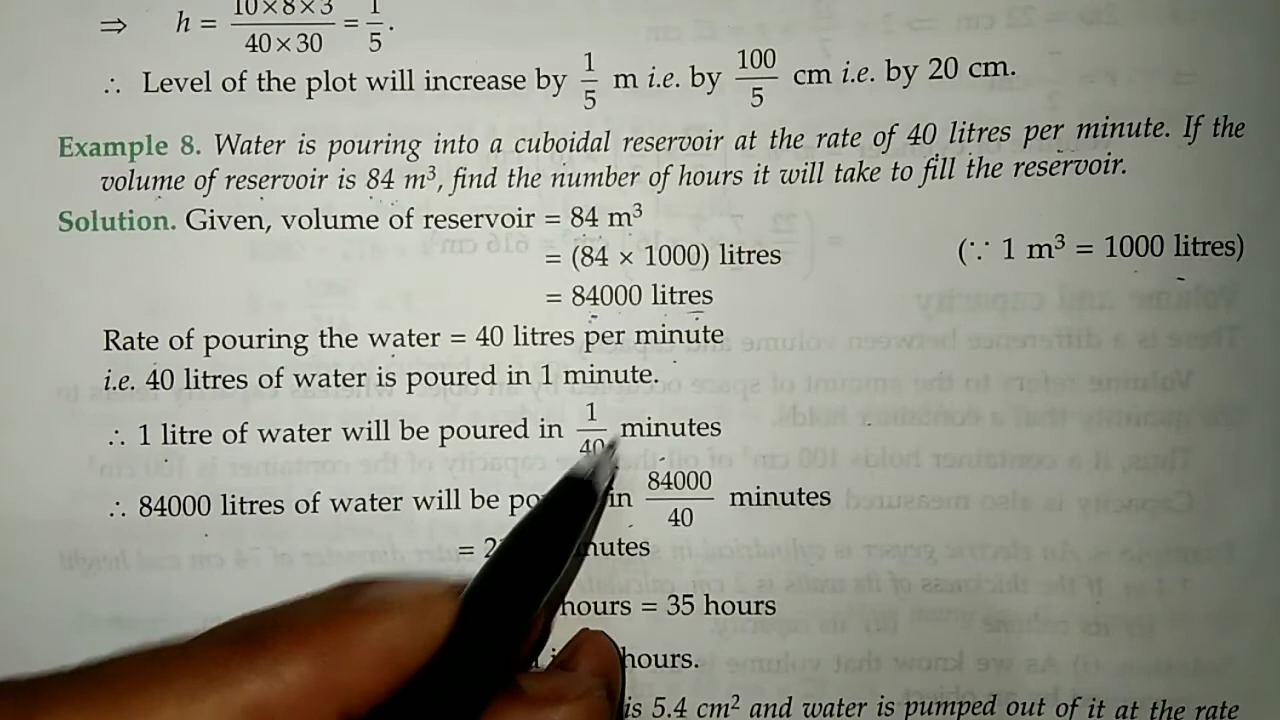 ⇒ h = 10×8×3/40×30 = 1/5.
∴ Level of the plot will increase by 1/5 m i.e. by 100/5 cm i.e. by 20 cm.
Example 8. Water is pouring into a cuboidal reservoir at the rate of 40 litres per minute. If the
volume of reservoir is 84 m³, find the number of hours it will take to fill the reservoir.
Solution. Given, volume of reservoir = 84 m³
= (84 × 1000) litres (∵ 1 m³ = 1000 litres)
= 84000 litres
Rate of pouring the water = 40 litres per minute
i.e. 40 litres of water is poured in 1 minute.
∴ 1 litre of water will be poured in 1/40 minutes
∴ 84000 litres of water will be in 84000/40 minutes
=
hours = 35 hours
hours.
is 5.4 cm² and water is pumped out of it at the rate